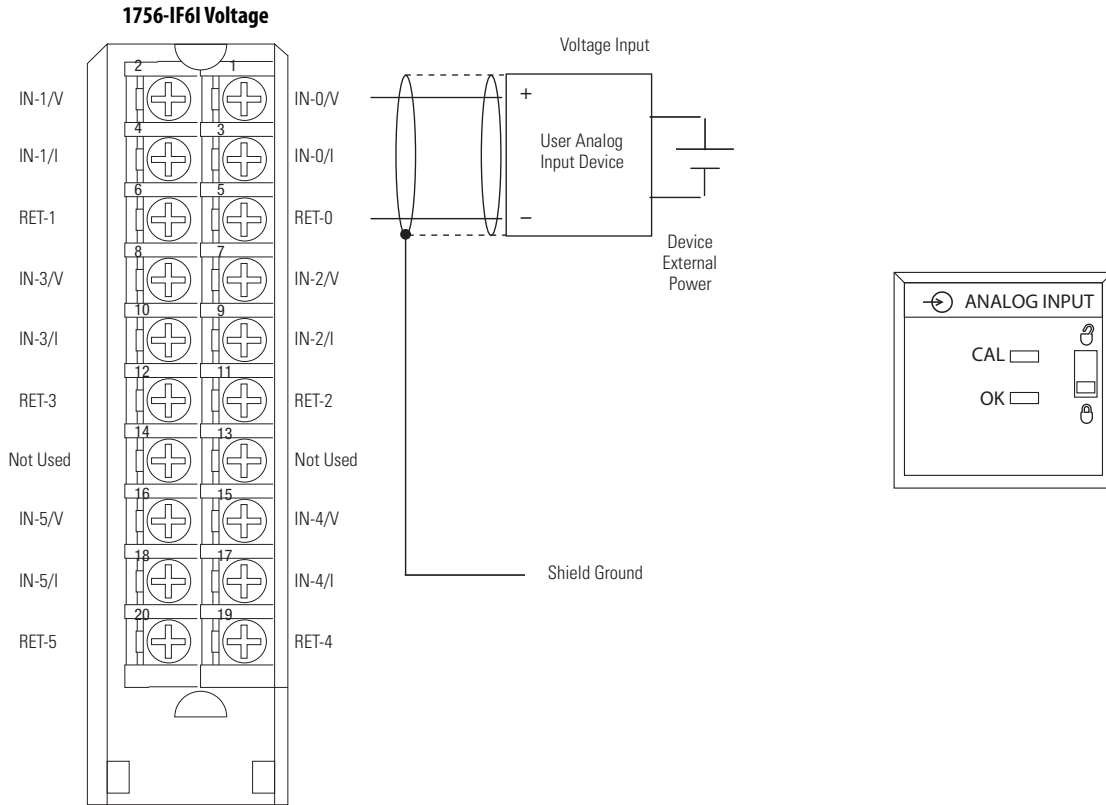 1756-IF6I Voltage
Voltage Input
2 1
IN-1/V IN-0/V +
4 3
IN-1/I IN-0/I
User Analog
Input Device
6 5
RET-1 RET-0 –
8 7
Device
External
Power
IN-3/V IN-2/V
10 9
IN-3/I IN-2/I
12 11
RET-3 RET-2
14 13
Not Used Not Used
16 15
IN-5/V IN-4/V
18 17
IN-5/I IN-4/I
Shield Ground
20 19
RET-5 RET-4
ANALOG INPUT
CAL
OK